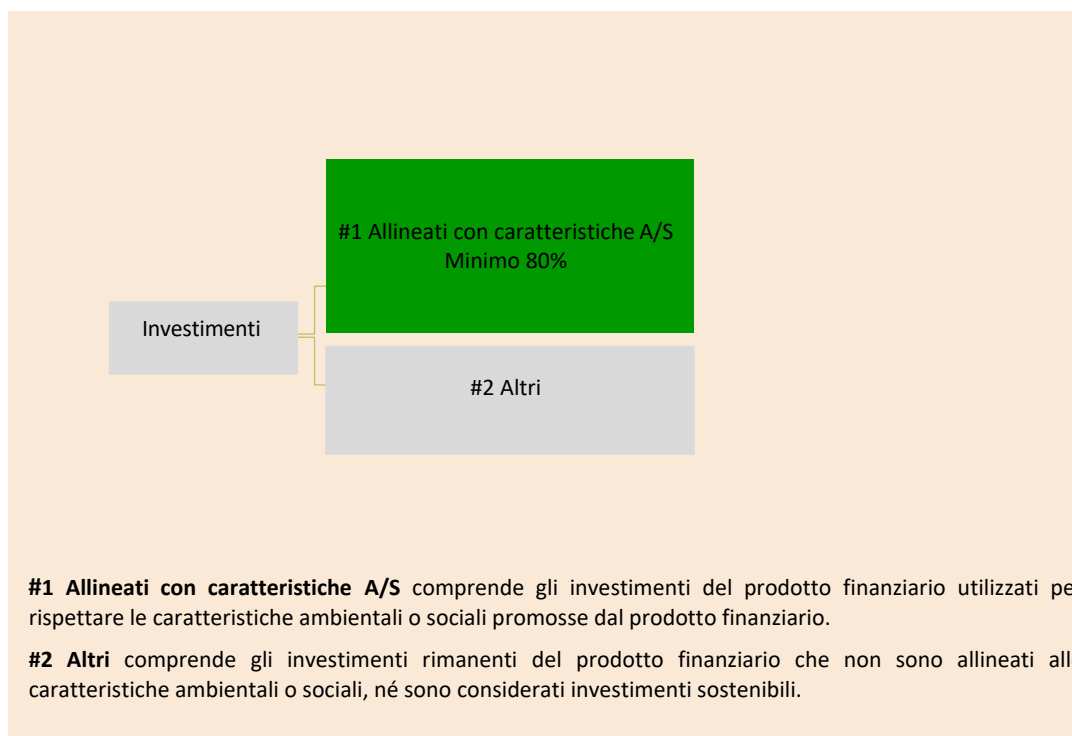 #1 Allineati con caratteristiche A/S
Minimo 80%
Investimenti
#2 Altri
#1 Allineati con caratteristiche A/S comprende gli investimenti del prodotto finanziario utilizzati pe
rispettare le caratteristiche ambientali o sociali promosse dal prodotto finanziario.
#2 Altri comprende gli investimenti rimanenti del prodotto finanziario che non sono allineati all
caratteristiche ambientali o sociali, né sono considerati investimenti sostenibili.